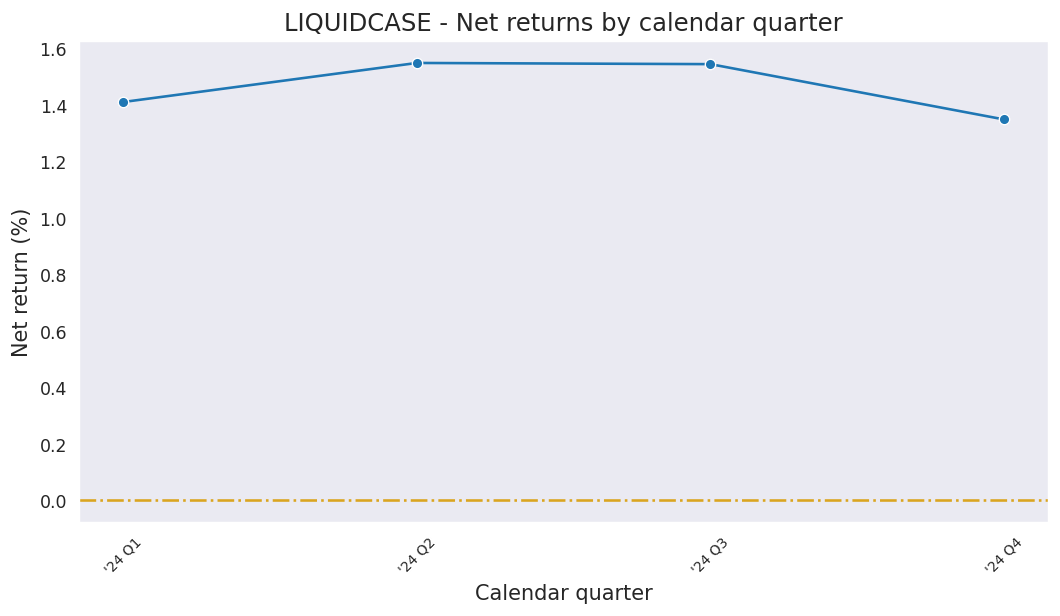 LIQUIDCASE - Net returns by calendar quarter
Net return (%)
1.6
1.4
1.2
1.0
0.8
0.6
0.4
0.2
0.0
'24 Q1
'24 Q2
'24 Q3
'24 Q4
Calendar quarter